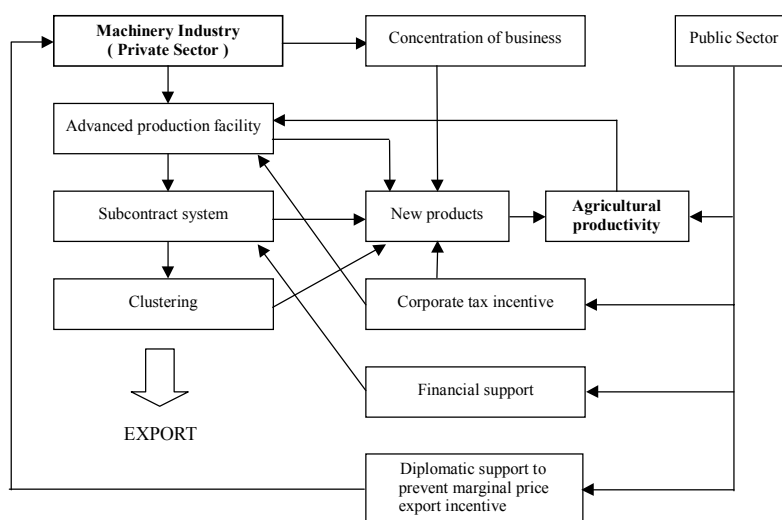 Machinery Industry
( Private Sector )
Concentration of business
Public Sector
Advanced production facility
Subcontract system
New products
Agricultural
productivity
Clustering
Corporate tax incentive
Financial support
EXPORT
Diplomatic support to
prevent marginal price
export incentive